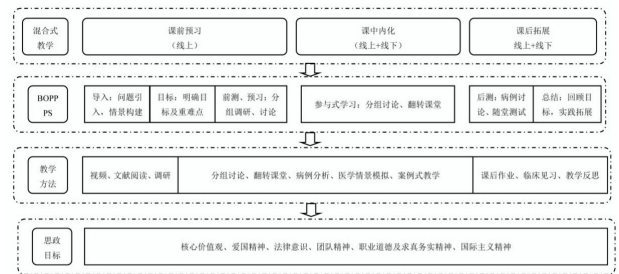 混合式
教学
课前预习
（线上）
课中内化
（线上+线下）
课后拓展
线上+线下
BOPP
PS
导入：问题引
入，情景构建
目标：明确目
标及重难点
前测、预习：分
组调研、讨论
参与式学习：分组讨论、翻转课堂
后测：病例讨
论、随堂测试
总结：回顾目
标，实践拓展
教学
方法
视频、文献阅读、调研
分组讨论、翻转课堂、病例分析、医学情景模拟、案例式教学
课后作业、临床见习、教学反思
思政
目标
核心价值观、爱国精神、法律意识、团队精神、职业道德及求真务实精神、国际主义精神